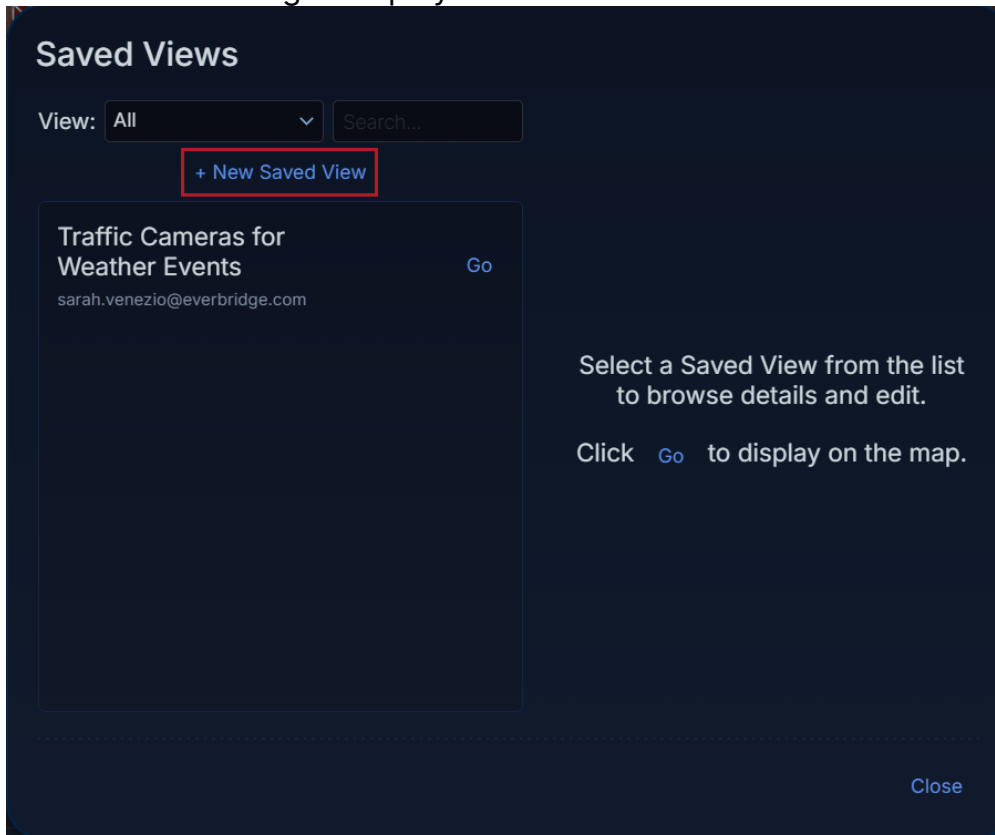 Saved Views
View: All Search...
+ New Saved View
Traffic Cameras for
Weather Events
Go
sarah.venezio@everbridge.com
Select a Saved View from the list
to browse details and edit.
Click Go to display on the map.
Close